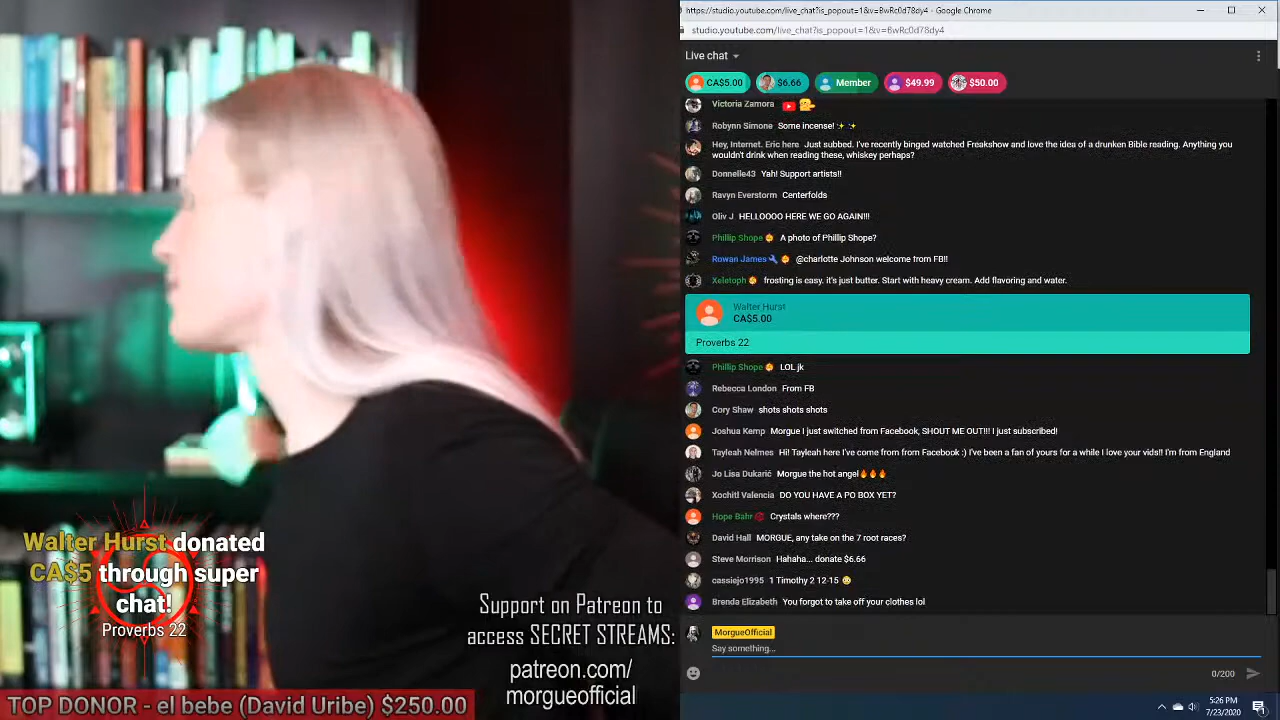 https://studio.youtube.com/live_chat?is_popout=1&v=BwRc0d78dy4 - Google Chrome
studio.youtube.com/live_chat?is_popout=1&v=BwRc0d78dy4
Live chat
CA$5.00 $6.66 Member $49.99 $50.00
Victoria Zamora
Robynn Simone Some incense!✨ ✨
Hey, Internet. Eric here Just subbed. I've recently binged watched Freakshow and love the idea of a drunken Bible reading. Anything you
wouldn't drink when reading these, whiskey perhaps?
Donnelle43 Yah! Support artists!!
Ravyn Everstorm Centerfolds
Oliv J HELLOOOO HERE WE GO AGAIN!!!
Phillip Shope A photo of Phillip Shope?
Rowan James @charlotte Johnson welcome from FB!!
Xeletoph frosting is easy. it's just butter. Start with heavy cream. Add flavoring and water.
Walter Hurst
CA$5.00
Proverbs 22
Phillip Shope LOL jk
Rebecca London From FB
Cory Shaw shots shots shots
Joshua Kemp Morgue I just switched from Facebook, SHOUT ME OUT!!! I just subscribed!
Tayleah Nelmes Hi! Tayleah here I've come from from Facebook :) I've been a fan of yours for a while I love your vids!! I'm from England
Jo Lisa Dukarić Morgue the hot angel🔥🔥🔥
Xochitl Valencia DO YOU HAVE A PO BOX YET?
Hope Bahr Crystals where???
David Hall MORGUE, any take on the 7 root races?
Steve Morrison Hahaha... donate $6.66
cassiejo1995 1 Timothy 2 12-15 😳
Brenda Elizabeth You forgot to take off your clothes lol
MorgueOfficial
Say something...
0/200
5:26 PM
7/23/2020
Walter Hurst donated
CA$5 through super
chat!
Proverbs 22
Support on Patreon to
access SECRET STREAMS:
patreon.com/
morgueofficial
TOP DONOR - el bebe (David Uribe) $250.00